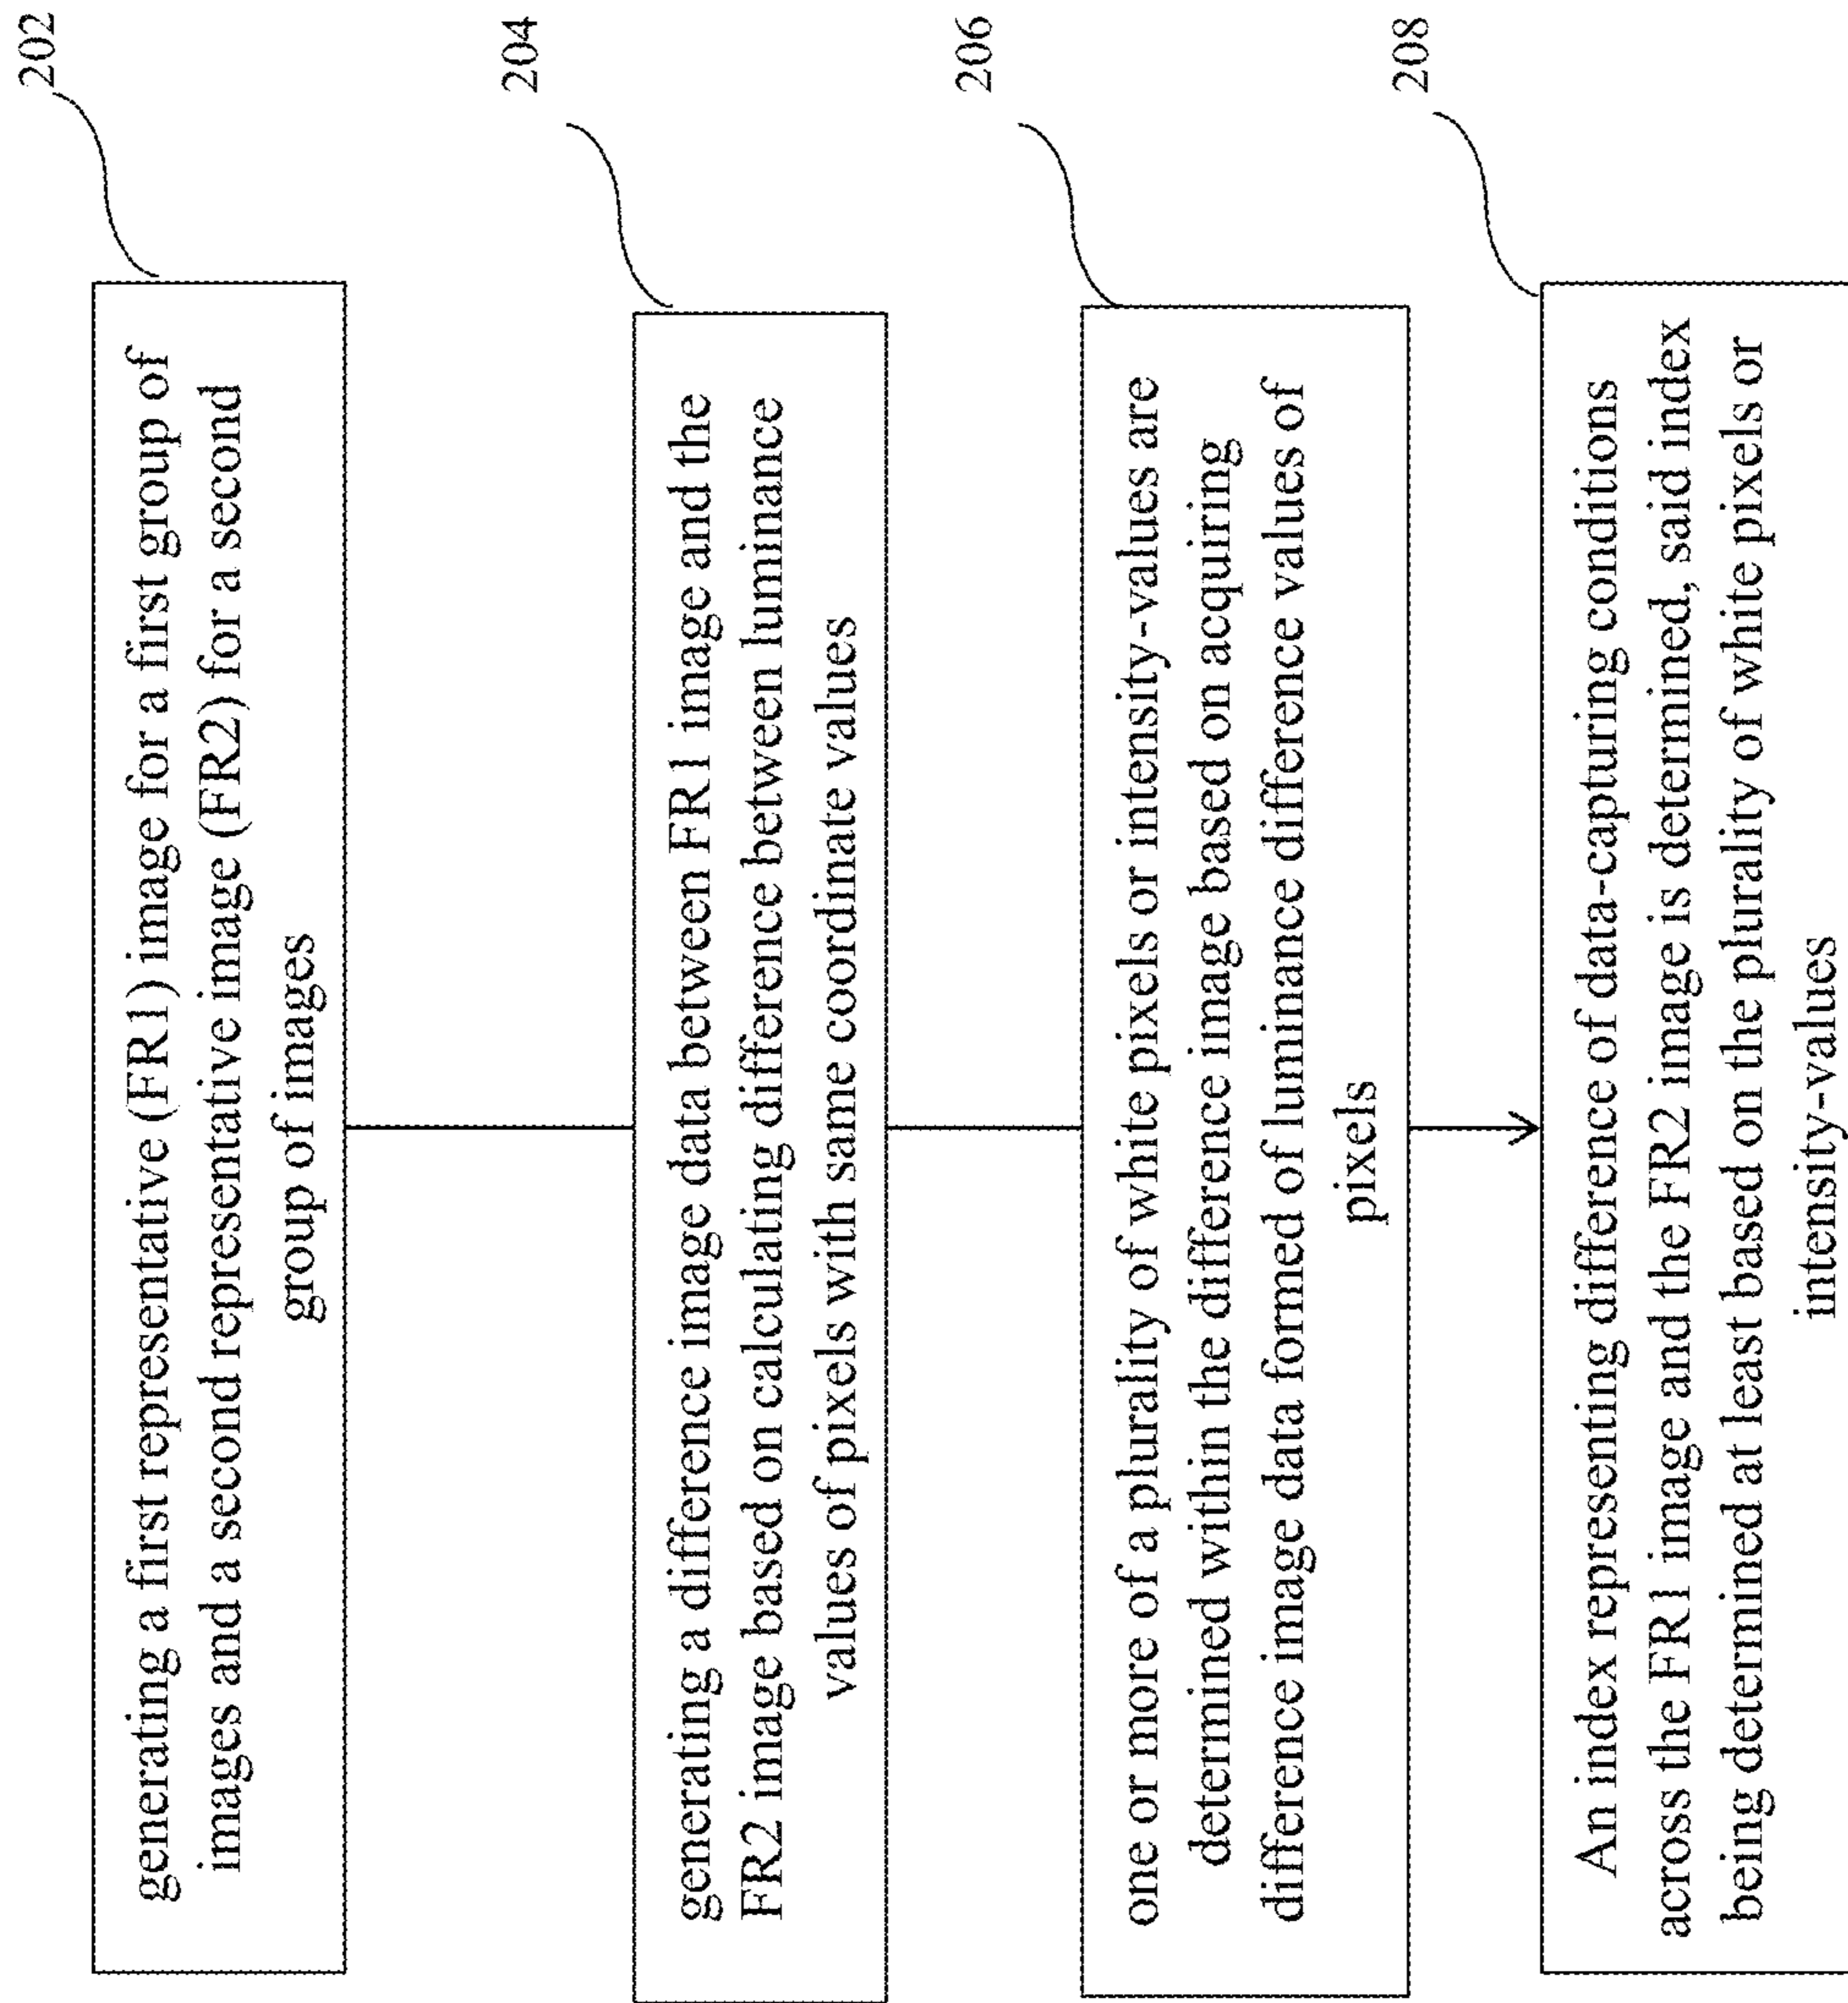 202
generating a first representative (FR1) image for a first group of
images and a second representative image (FR2) for a second
group of images
204
generating a difference image data between FR1 image and the
FR2 image based on calculating difference between luminance
values of pixels with same coordinate values
206
one or more of a plurality of white pixels or intensity-values are
determined within the difference image based on acquiring
difference image data formed of luminance difference values of
pixels
208
An index representing difference of data-capturing conditions
across the FR1 image and the FR2 image is determined, said index
being determined at least based on the plurality of white pixels or
intensity-values